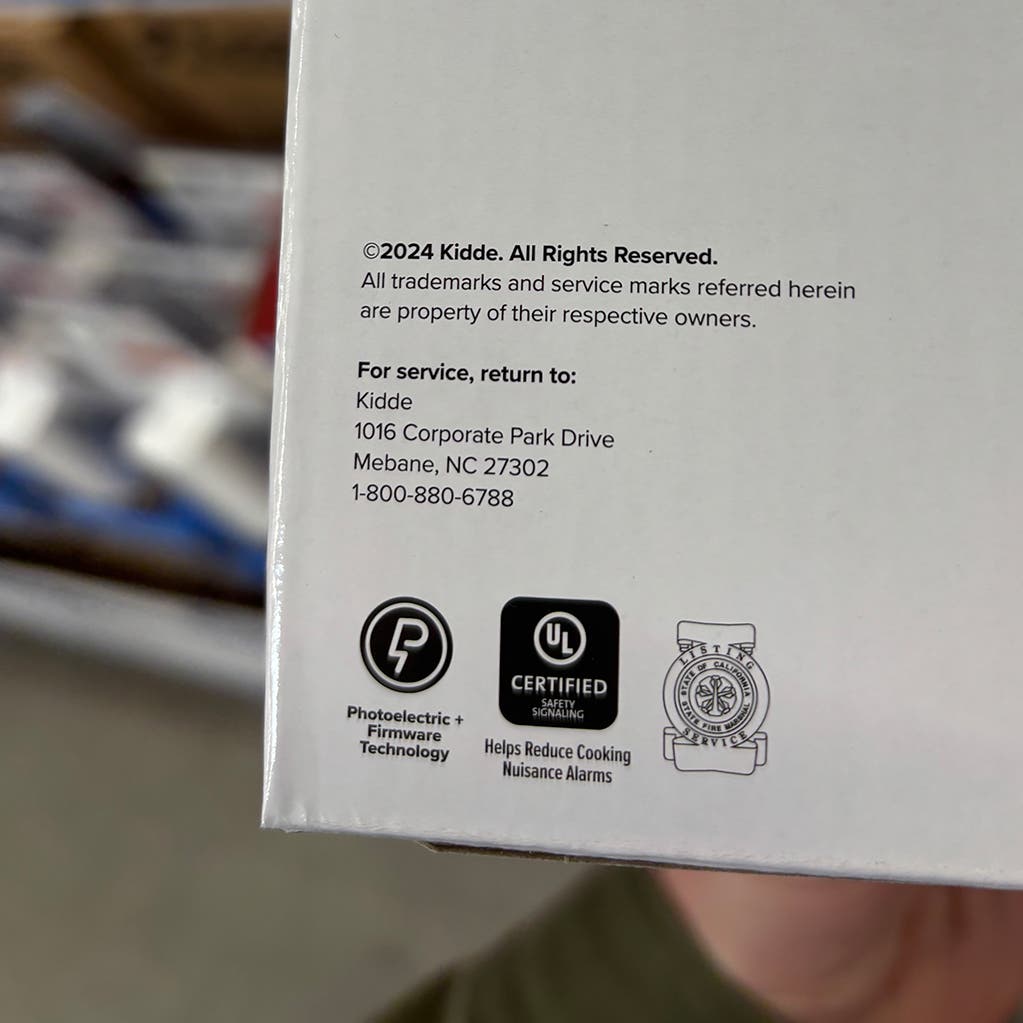 ©2024 Kidde. All Rights Reserved.
All trademarks and service marks referred herein
are property of their respective owners.
For service, return to:
Kidde
1016 Corporate Park Drive
Mebane, NC 27302
1-800-880-6788
P
Photoelectric +
Firmware
Technology
UL
CERTIFIED
SAFETY
SIGNALING
Helps Reduce Cooking
Nuisance Alarms
LISTING
STATE OF CALIFORNIA
STATE FIRE MARSHAL
SERVICE